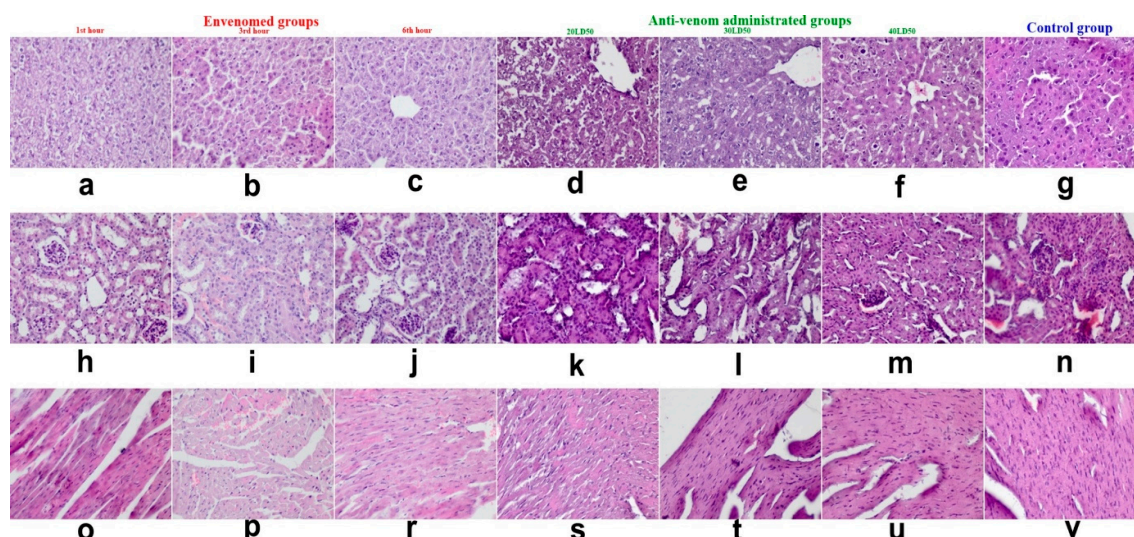 Envenomed groups Anti-venom administrated groups Control group
1st hour 3rd hour 6th hour 20LD50 30LD50 40LD50
a b c d e f g
h i j k l m n
o p r s t u v